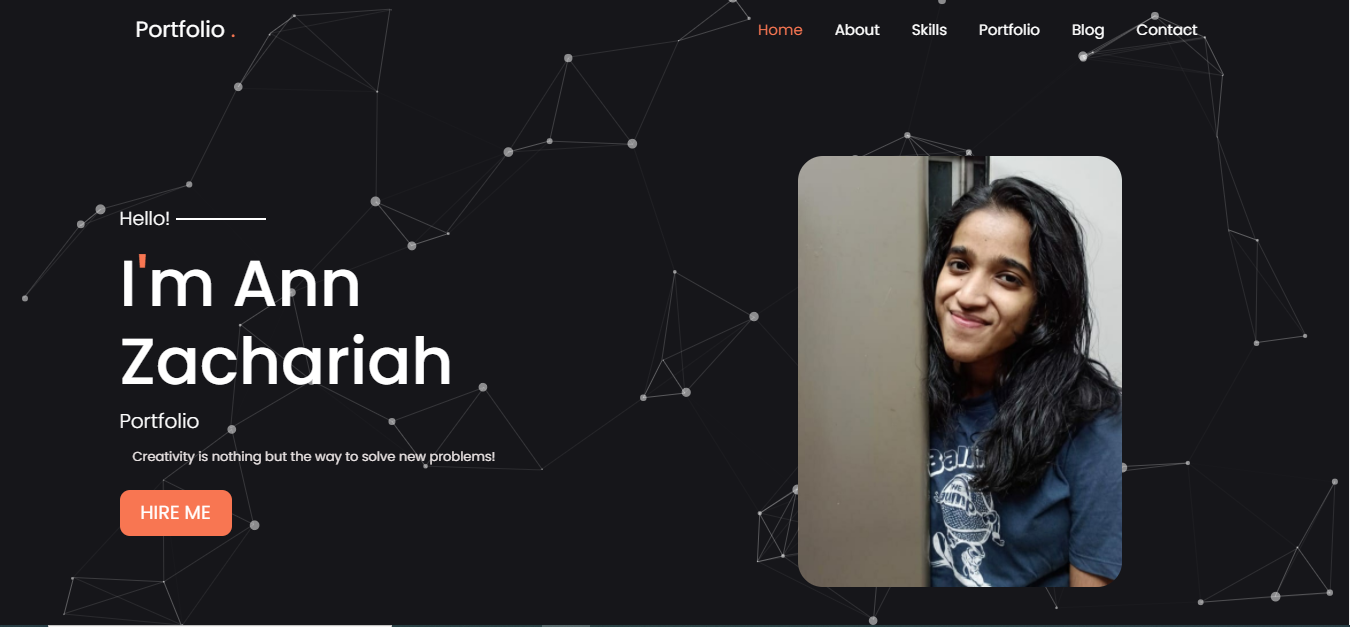 Portfolio .
Home About Skills Portfolio Blog Contact
Hello!
I'm Ann
Zachariah
Portfolio
Creativity is nothing but the way to solve new problems!
HIRE ME